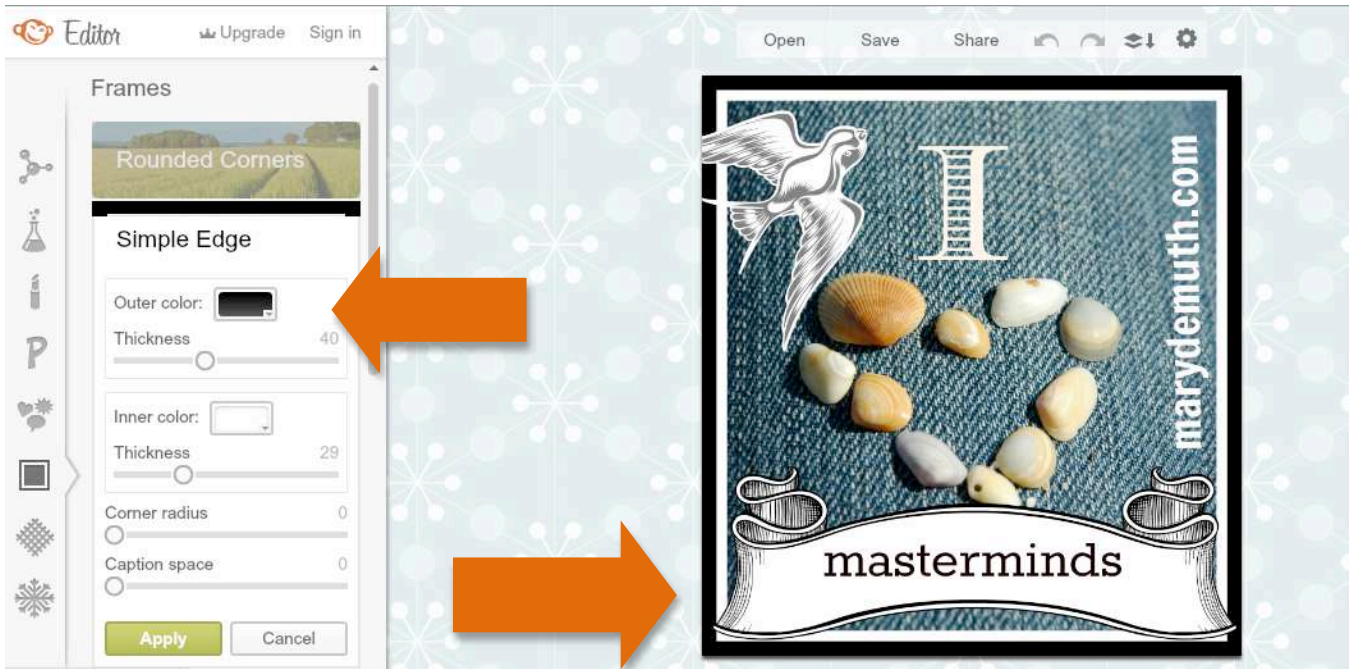 Editor
Upgrade
Sign in
Open
Save
Share
Frames
Rounded Corners
Simple Edge
Outer color:
Thickness 40
Inner color:
Thickness 29
Corner radius 0
Caption space 0
Apply
Cancel
P
I
marydemuth.com
masterminds